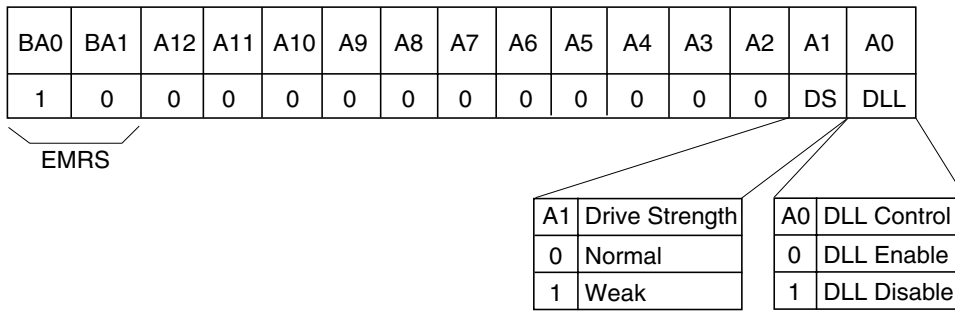 BA0 BA1 A12 A11 A10 A9 A8 A7 A6 A5 A4 A3 A2 A1 A0
1 0 0 0 0 0 0 0 0 0 0 0 0 DS DLL
EMRS
A1 Drive Strength
0 Normal
1 Weak
A0 DLL Control
0 DLL Enable
1 DLL Disable